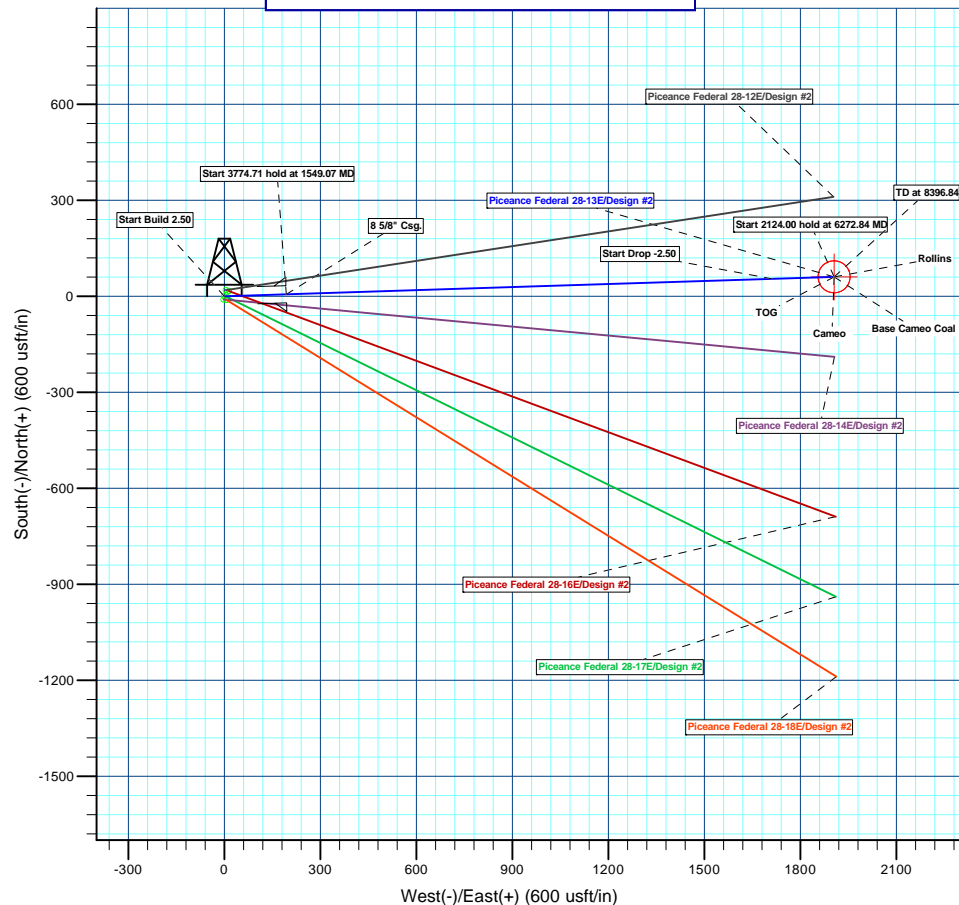 Piceance Federal 28-12E/Design #2
600
Start 3774.71 hold at 1549.07 MD
TD at 8396.84
300
Piceance Federal 28-13E/Design #2
Start Build 2.50
8 5/8" Csg.
Start 2124.00 hold at 6272.84 MD
Start Drop -2.50
Rollins
0
TOG
Cameo
Base Cameo Coal
-300
Piceance Federal 28-14E/Design #2
-600
South(-)/North(+) (600 usft/in)
-900
Piceance Federal 28-16E/Design #2
Piceance Federal 28-17E/Design #2
-1200
Piceance Federal 28-18E/Design #2
-1500
-300
0
300
600
900
1200
1500
1800
2100
West(-)/East(+) (600 usft/in)